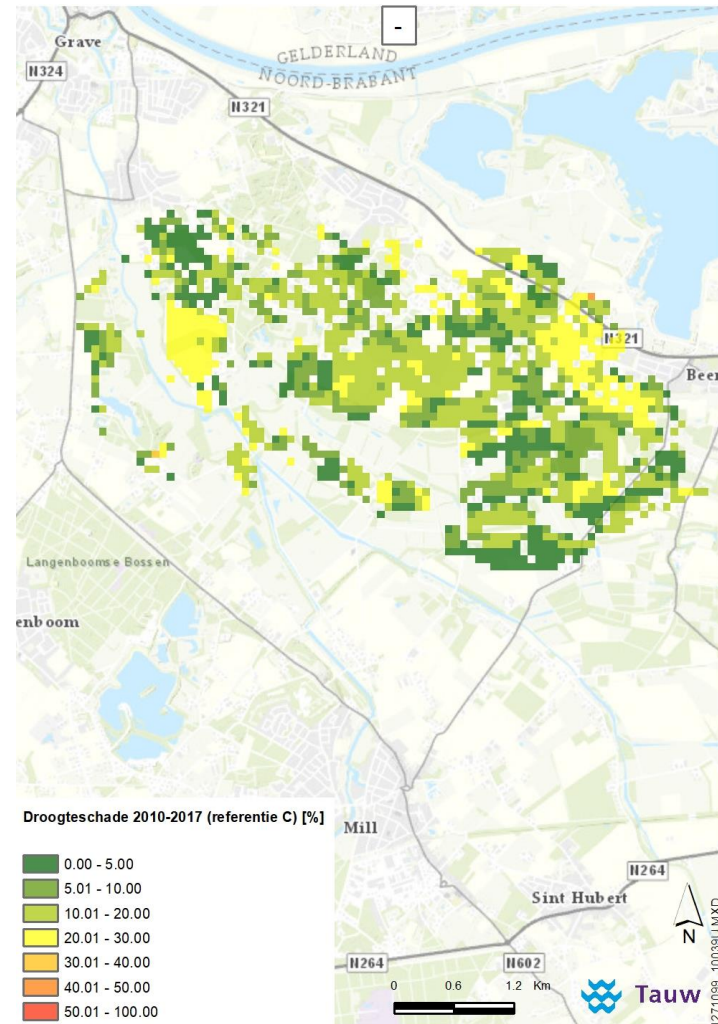 -
Grave
GELDERLAND
NOORD-BRABANT
N324
N321
N321
Beer
Langenboomse Bossen
enboom
Droogteschade 2010-2017 (referentie C) [%]
0.00 - 5.00
5.01 - 10.00
10.01 - 20.00
20.01 - 30.00
30.01 - 40.00
40.01 - 50.00
50.01 - 100.00
Mill
N264
Sint Hubert
N264
N602
N
0 0.6 1.2 Km
Tauw